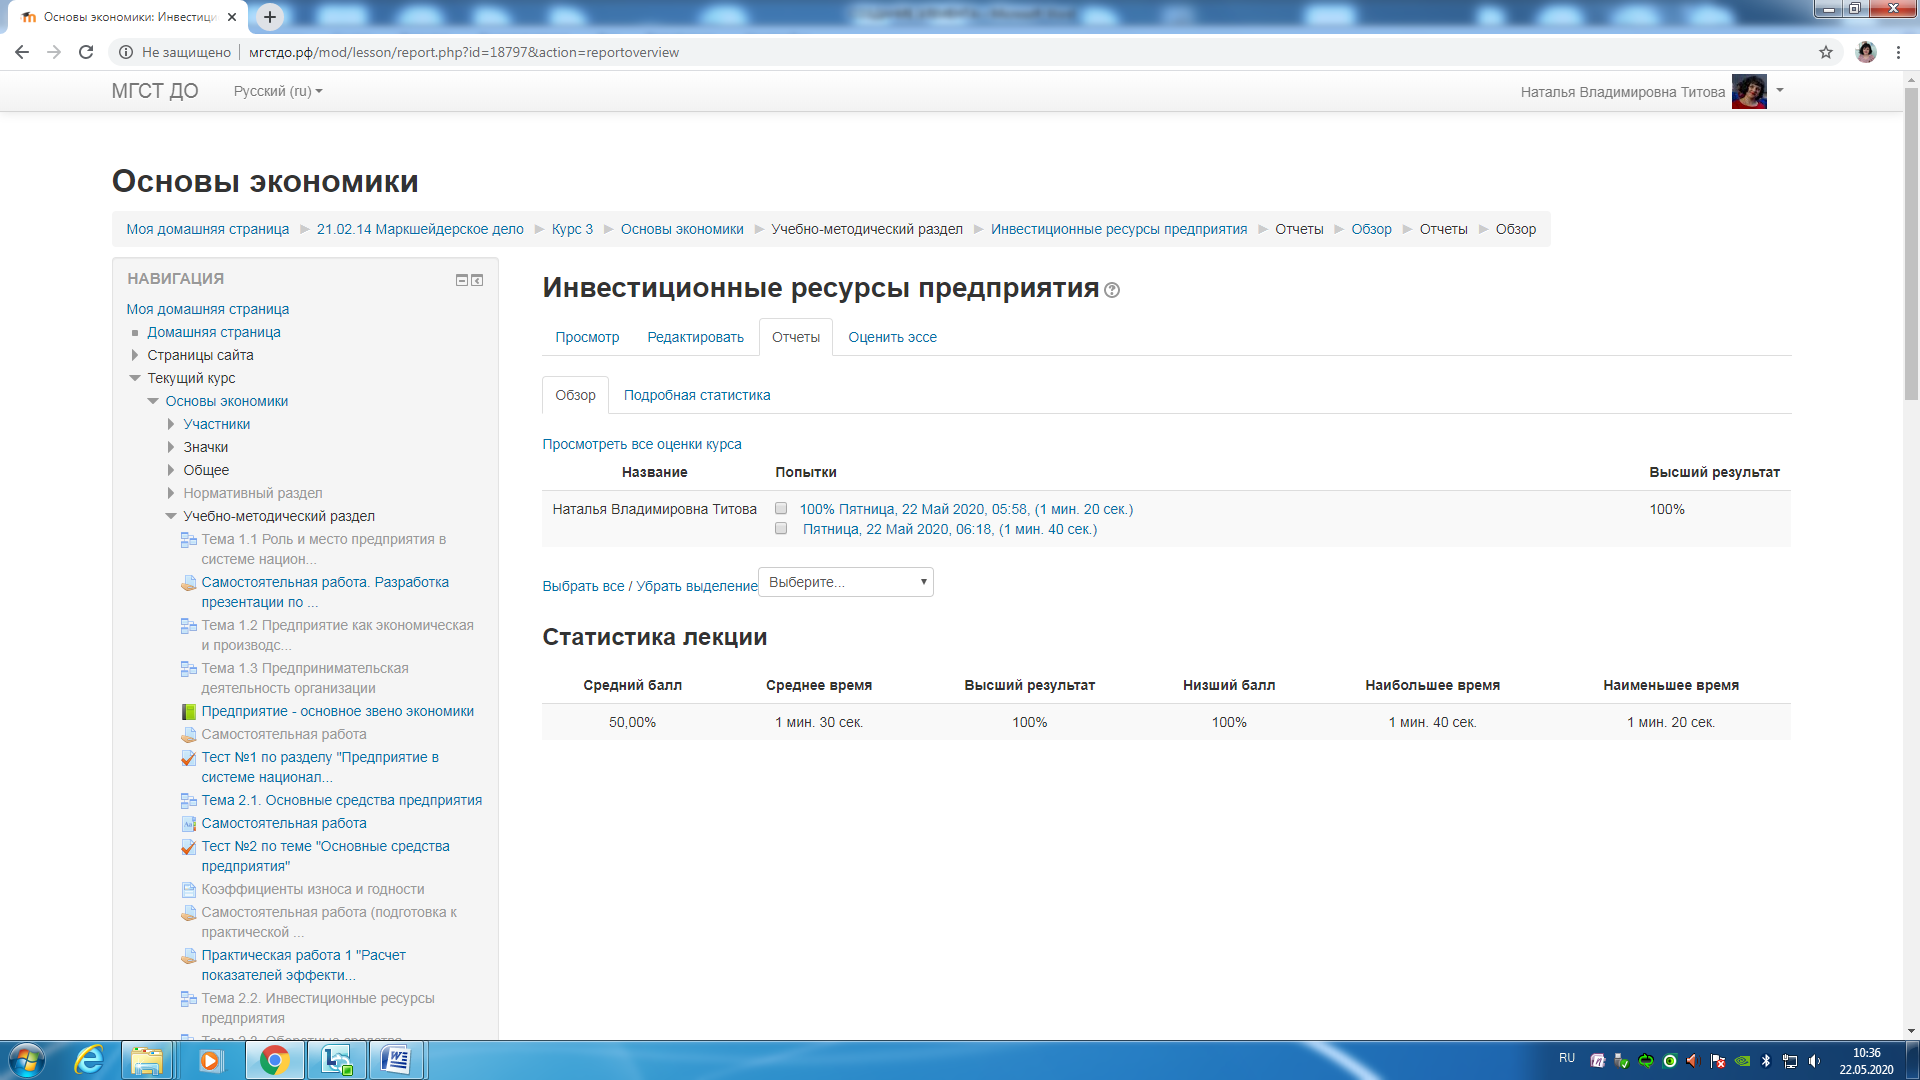 Основы экономики: Инвестици
Не защищено | мгстдо.рф/mod/lesson/report.php?id=18797&action=reportoverview
МГСТ ДО Русский (ru) Наталья Владимировна Титова
Основы экономики
Моя домашняя страница 21.02.14 Маркшейдерское дело Курс 3 Основы экономики Учебно-методический раздел Инвестиционные ресурсы предприятия Отчеты Обзор Отчеты Обзор
НАВИГАЦИЯ
Моя домашняя страница
Домашняя страница
Страницы сайта
Текущий курс
Основы экономики
Участники
Значки
Общее
Нормативный раздел
Учебно-методический раздел
Тема 1.1 Роль и место предприятия в
системе национ...
Самостоятельная работа. Разработка
презентации по ...
Тема 1.2 Предприятие как экономическая
и производс...
Тема 1.3 Предпринимательская
деятельность организации
Предприятие - основное звено экономики
Самостоятельная работа
Тест №1 по разделу "Предприятие в
системе национал...
Тема 2.1. Основные средства предприятия
Самостоятельная работа
Тест №2 по теме "Основные средства
предприятия"
Коэффициенты износа и годности
Самостоятельная работа (подготовка к
практической ...
Практическая работа 1 "Расчет
показателей эффекти...
Тема 2.2. Инвестиционные ресурсы
предприятия
Инвестиционные ресурсы предприятия
Просмотр Редактировать Отчеты Оценить эссе
Обзор Подробная статистика
Просмотреть все оценки курса
Название Попытки Высший результат
Наталья Владимировна Титова 100% Пятница, 22 Май 2020, 05:58, (1 мин. 20 сек.) 100%
Пятница, 22 Май 2020, 06:18, (1 мин. 40 сек.)
Выбрать все / Убрать выделение Выберите...
Статистика лекции
Средний балл Среднее время Высший результат Низший балл Наибольшее время Наименьшее время
50,00% 1 мин. 30 сек. 100% 100% 1 мин. 40 сек. 1 мин. 20 сек.
RU 10:36
22.05.2020